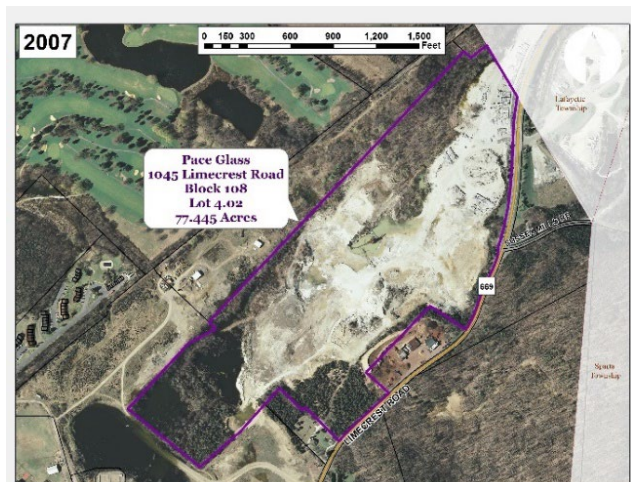 2007
0 150 300 600 900 1,200 1,500
Feet
Lafayette
Township
Pace Glass
1045 Limecrest Road
Block 108
Lot 4.02
77.445 Acres
669
Sparta
Township
LIMECREST ROAD